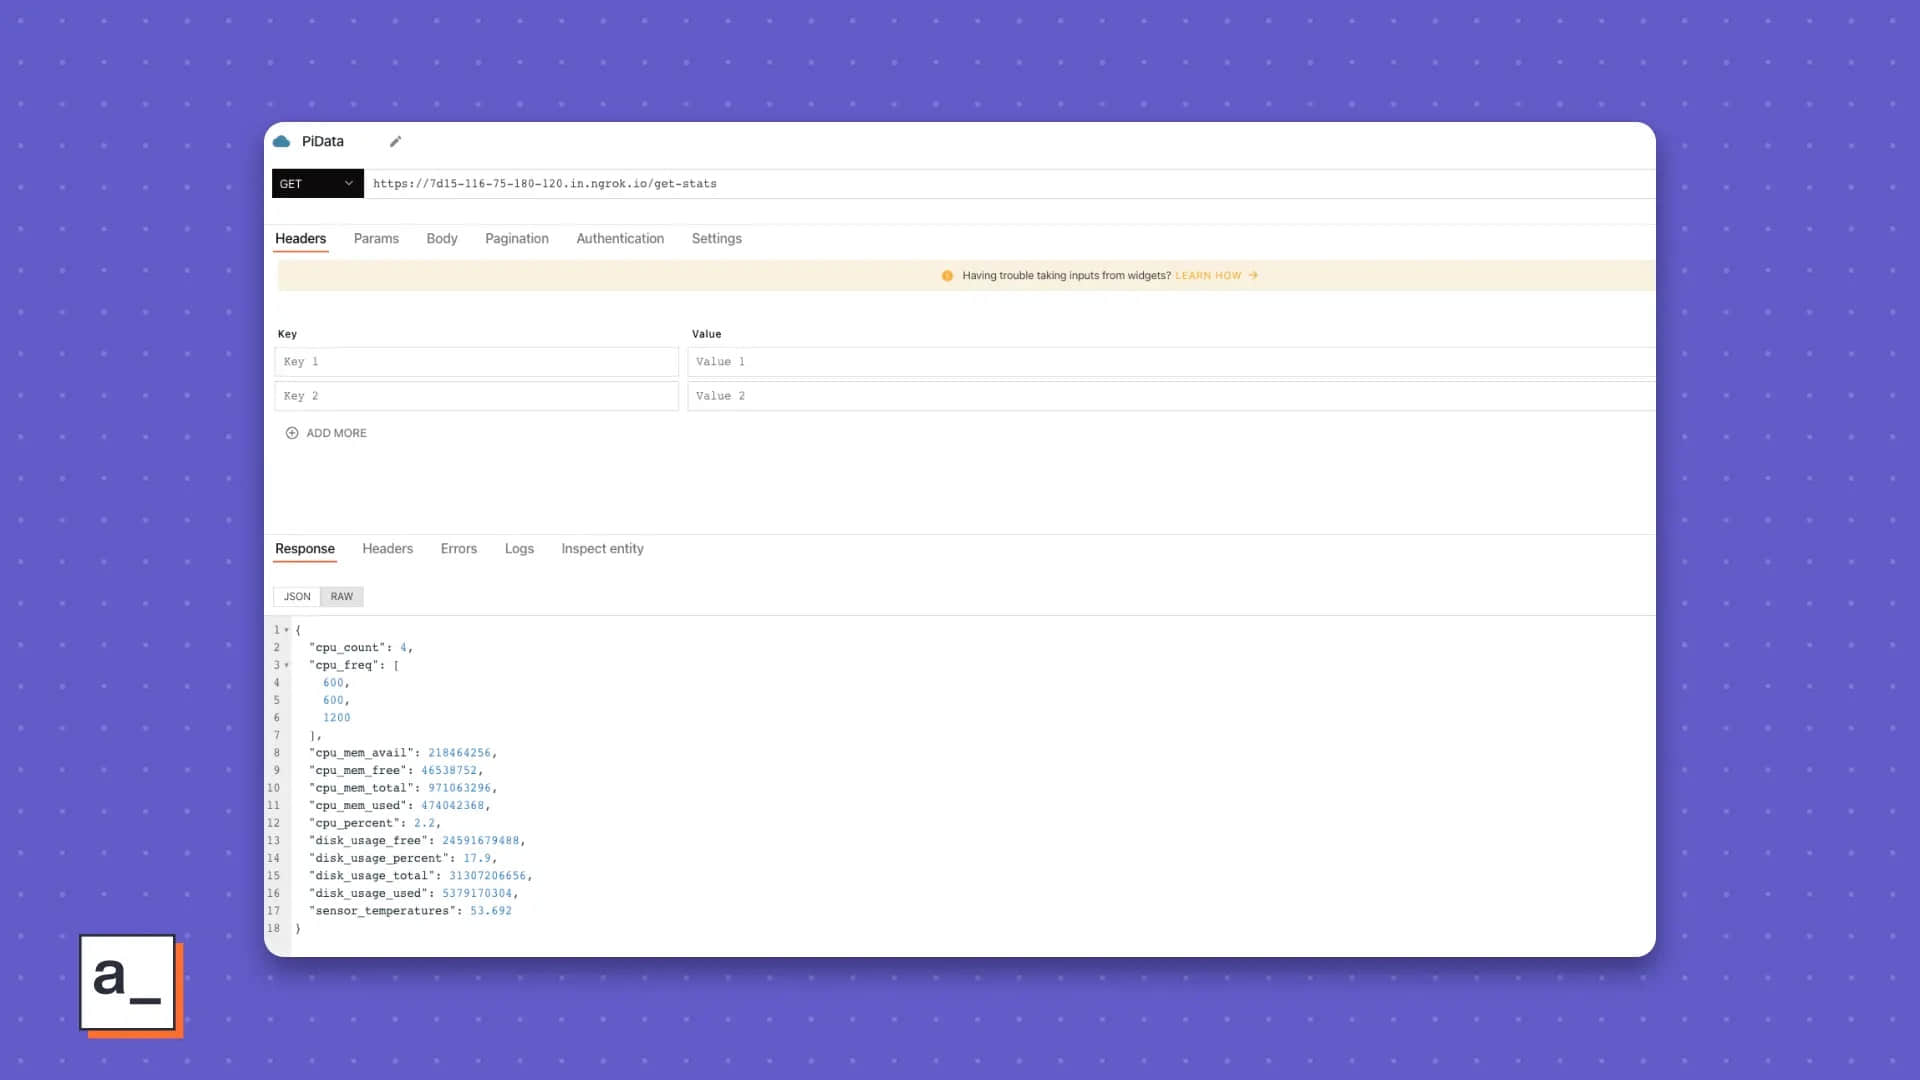 PiData
GET https://7d15-116-75-180-120.in.ngrok.io/get-stats
Headers Params Body Pagination Authentication Settings
Having trouble taking inputs from widgets? LEARN HOW →
Key Value
Key 1 Value 1
Key 2 Value 2
ADD MORE
Response Headers Errors Logs Inspect entity
JSON RAW
1 {
2 "cpu_count": 4,
3 "cpu_freq": [
4 600,
5 600,
6 1200
7 ],
8 "cpu_mem_avail": 218464256,
9 "cpu_mem_free": 46538752,
10 "cpu_mem_total": 971063296,
11 "cpu_mem_used": 474042368,
12 "cpu_percent": 2.2,
13 "disk_usage_free": 24591679488,
14 "disk_usage_percent": 17.9,
15 "disk_usage_total": 31307206656,
16 "disk_usage_used": 5379170304,
17 "sensor_temperatures": 53.692
18 }
a_